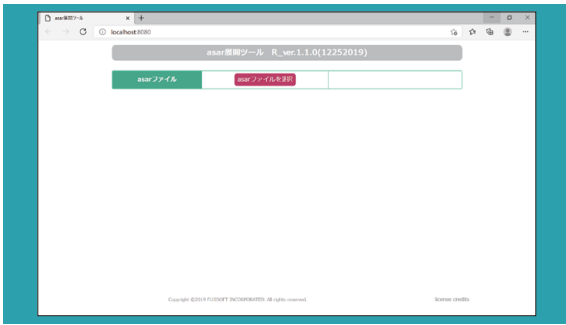 asar展開ツール
localhost:8080
asar展開ツール R_ver.1.1.0(12252019)
asarファイル asarファイルを選択
Copyright ©2019 FUJISOFT INCORPORATED. All rights reserved. license credits